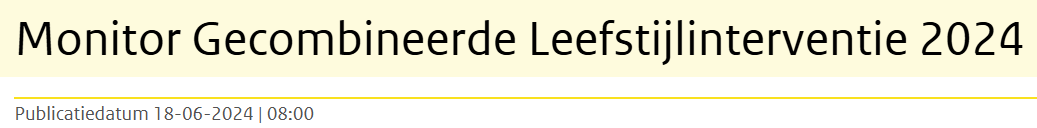 Monitor Gecombineerde Leefstijlinterventie 2024
Publicatiedatum 18-06-2024 | 08:00